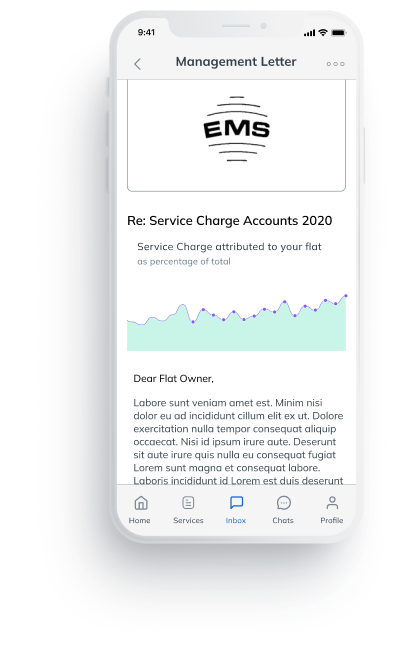 9:41
Management Letter
EMS
Re: Service Charge Accounts 2020
Service Charge attributed to your flat
as percentage of total
Dear Flat Owner,
Labore sunt veniam amet est. Minim nisi
dolor eu ad incididunt cillum elit ex ut. Dolore
exercitation nulla tempor consequat aliquip
occaecat. Nisi id ipsum irure aute. Deserunt
sit aute irure quis nulla eu consequat fugiat
Lorem sunt magna et consequat labore.
Laboris incididunt id Lorem est duis deserunt
Home Services Inbox Chats Profile